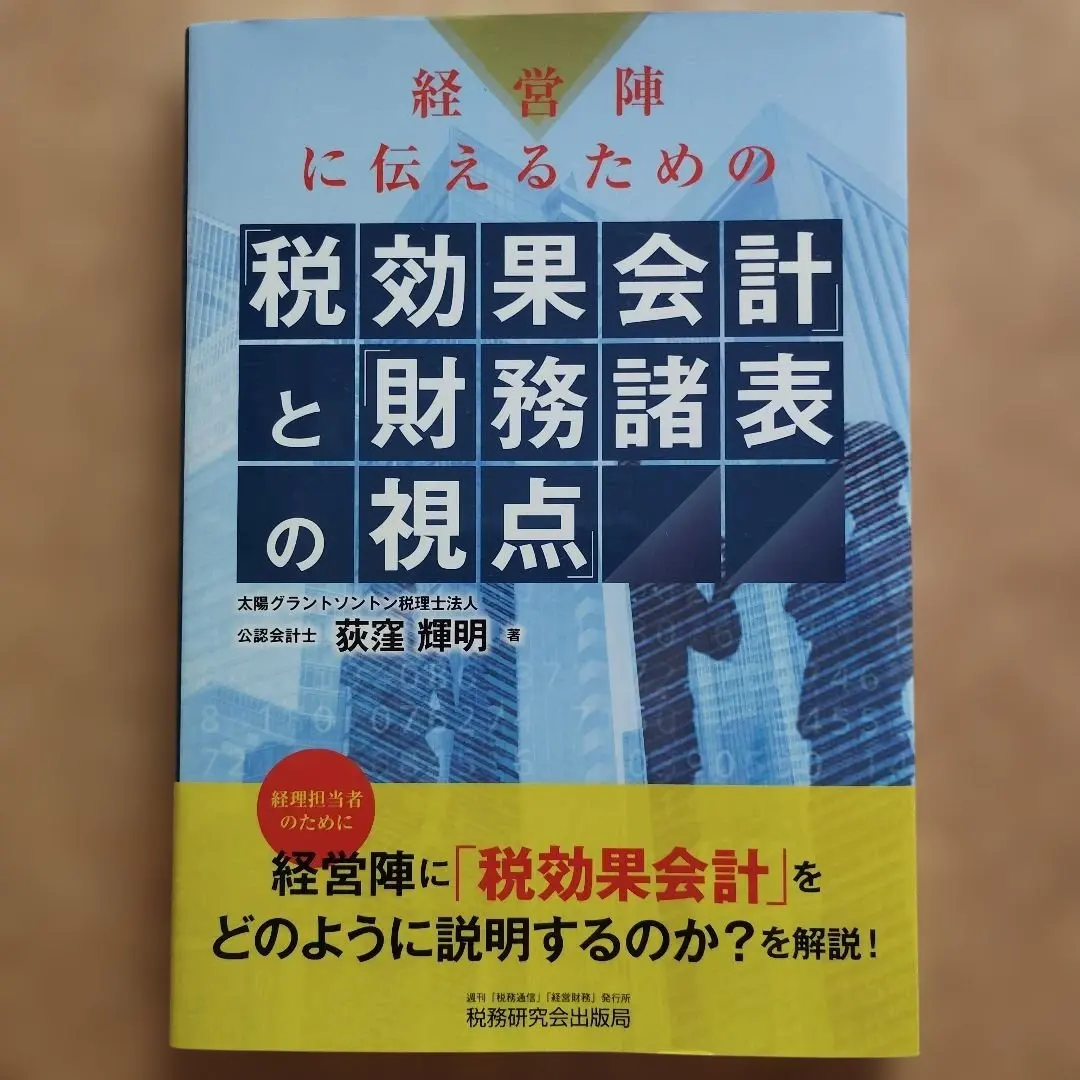 経営陣
に伝えるための
「税効果会計」
と「財務諸表
の視点」
太陽グラントソントン税理士法人
公認会計士 荻窪 輝明 著
経理担当者
のために
経営陣に「税効果会計」を
どのように説明するのか？を解説！
週刊「税務通信」「経営財務」発行所
税務研究会出版局